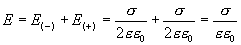 E = E₍₋₎ + E₍₊₎ = σ/2εε₀ + σ/2εε₀ = σ/εε₀